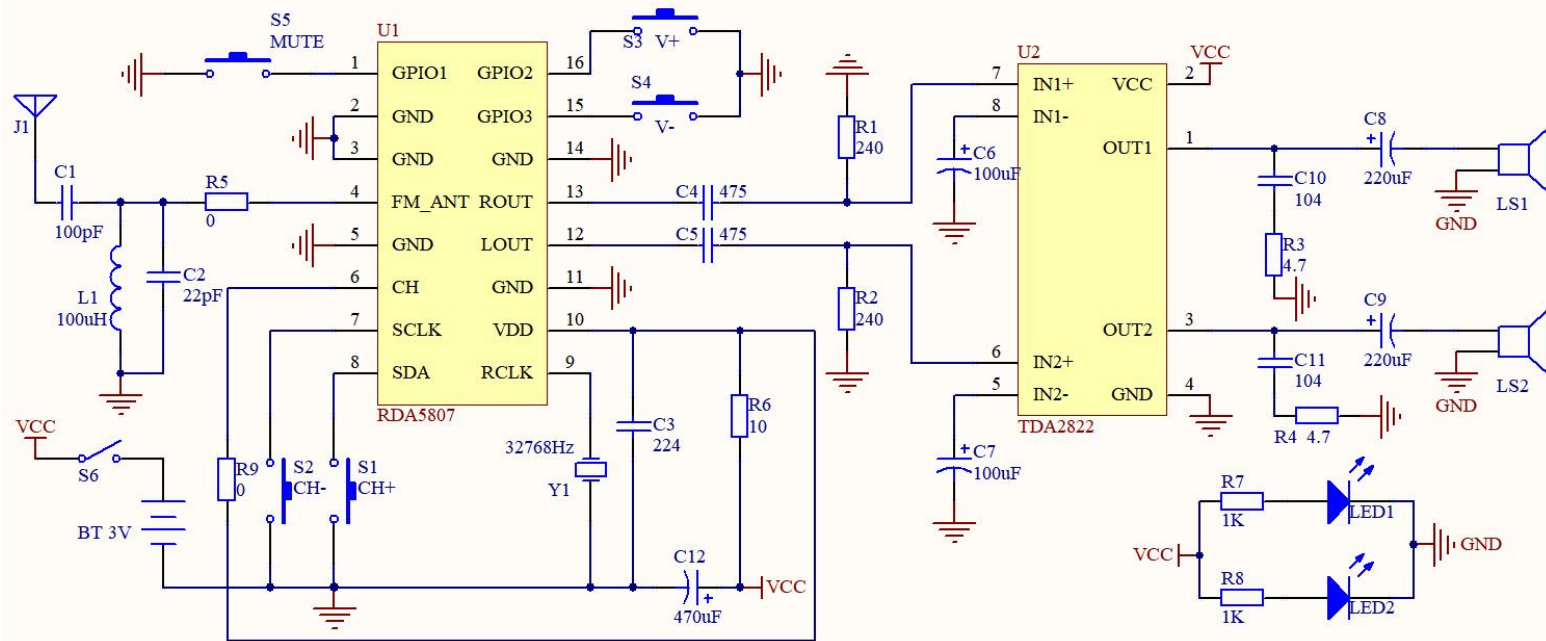 S5
MUTE
U1
S3 V+
S4
V-
1 GPIO1
2 GND
3 GND
4 FM_ANT
5 GND
6 CH
7 SCLK
8 SDA
GPIO2 16
GPIO3 15
GND 14
ROUT 13
LOUT 12
GND 11
VDD 10
RCLK 9
RDA5807
J1
C1
100pF
R5
0
L1
100uH
C2
22pF
VCC
S6
BT 3V
R9
0
S2
CH-
S1
CH+
32768Hz
Y1
C3
224
R6
10
C12
+
470uF
VCC
C4 475
C5 475
R1
240
R2
240
+
C6
100uF
+
C7
100uF
U2
7 IN1+
8 IN1-
6 IN2+
5 IN2-
VCC 2
OUT1 1
OUT2 3
GND 4
TDA2822
VCC
C8
+
220uF
C10
104
R3
4.7
GND
LS1
C9
+
220uF
C11
104
R4 4.7
GND
LS2
R7
1K
LED1
VCC
GND
R8
1K
LED2